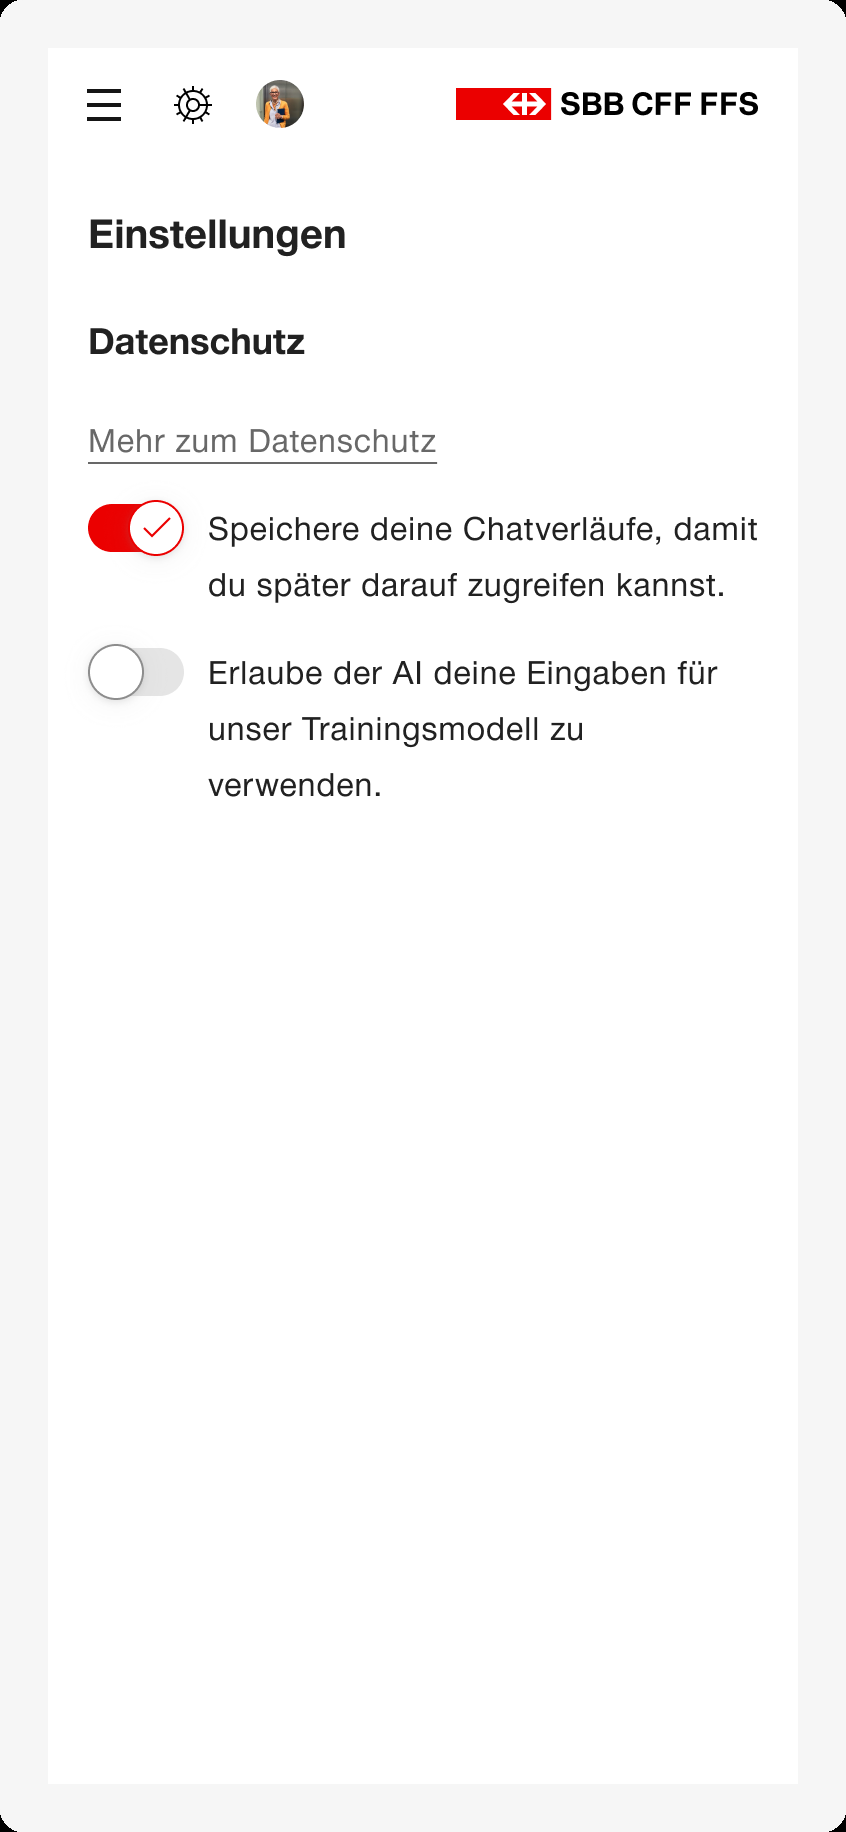 SBB CFF FFS
Einstellungen
Datenschutz
Mehr zum Datenschutz
Speichere deine Chatverläufe, damit
du später darauf zugreifen kannst.
Erlaube der AI deine Eingaben für
unser Trainingsmodell zu
verwenden.